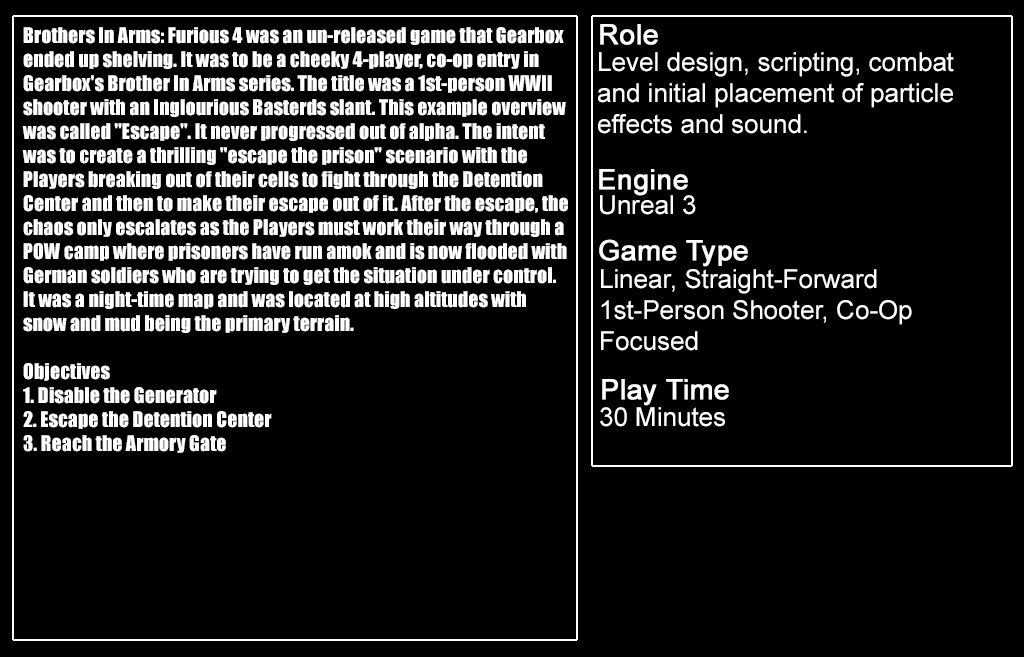 Brothers In Arms: Furious 4 was an un-released game that Gearbox
ended up shelving. It was to be a cheeky 4-player, co-op entry in
Gearbox's Brother In Arms series. The title was a 1st-person WWII
shooter with an Inglourious Basterds slant. This example overview
was called "Escape". It never progressed out of alpha. The intent
was to create a thrilling "escape the prison" scenario with the
Players breaking out of their cells to fight through the Detention
Center and then to make their escape out of it. After the escape, the
chaos only escalates as the Players must work their way through a
POW camp where prisoners have run amok and is now flooded with
German soldiers who are trying to get the situation under control.
It was a night-time map and was located at high altitudes with
snow and mud being the primary terrain.
Objectives
1. Disable the Generator
2. Escape the Detention Center
3. Reach the Armory Gate
Role
Level design, scripting, combat
and initial placement of particle
effects and sound.
Engine
Unreal 3
Game Type
Linear, Straight-Forward
1st-Person Shooter, Co-Op
Focused
Play Time
30 Minutes